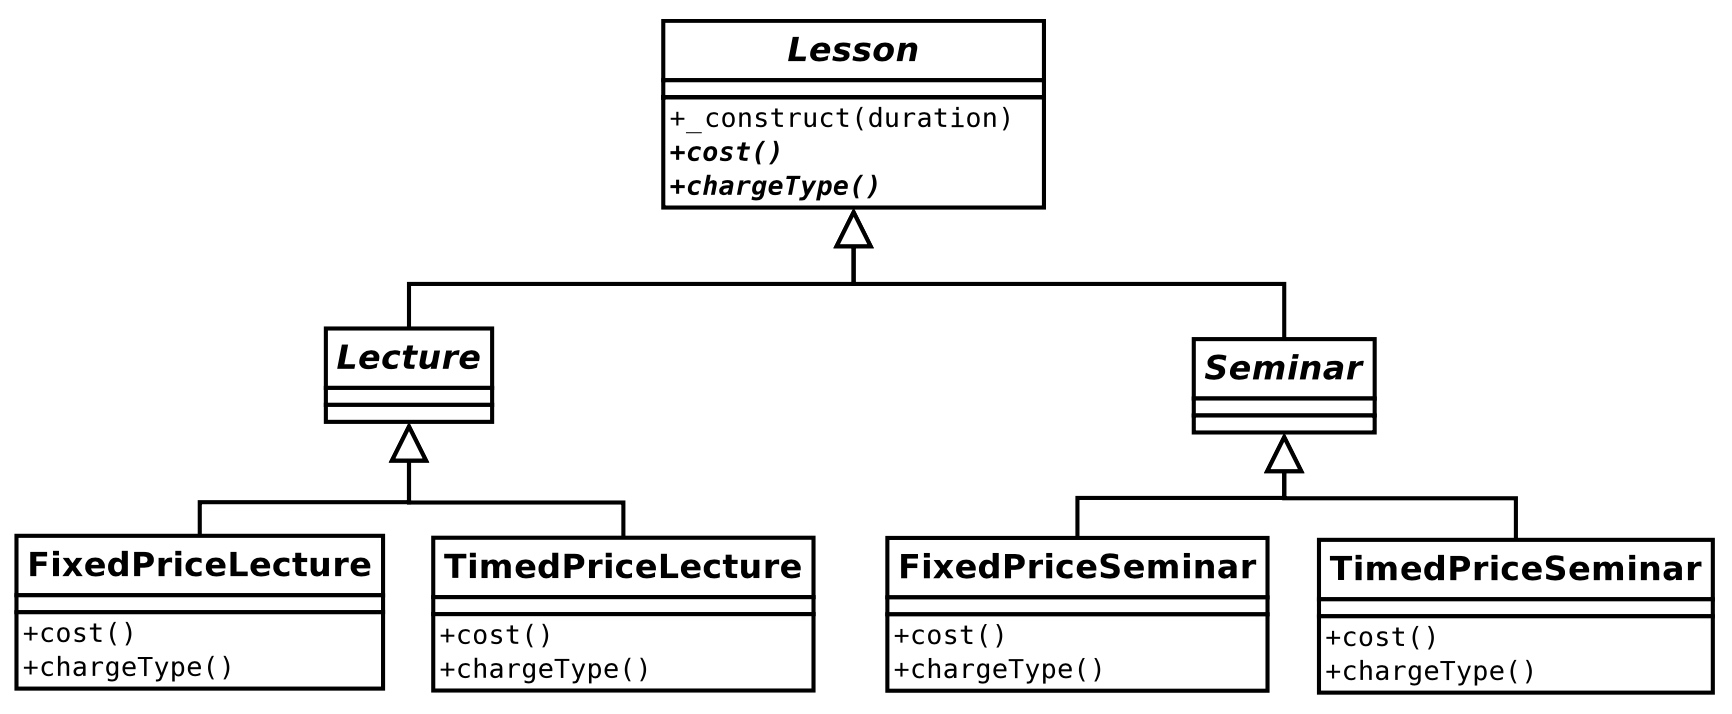 Lesson
+_construct(duration)
+cost()
+chargeType()
Lecture
Seminar
FixedPriceLecture
+cost()
+chargeType()
TimedPriceLecture
+cost()
+chargeType()
FixedPriceSeminar
+cost()
+chargeType()
TimedPriceSeminar
+cost()
+chargeType()